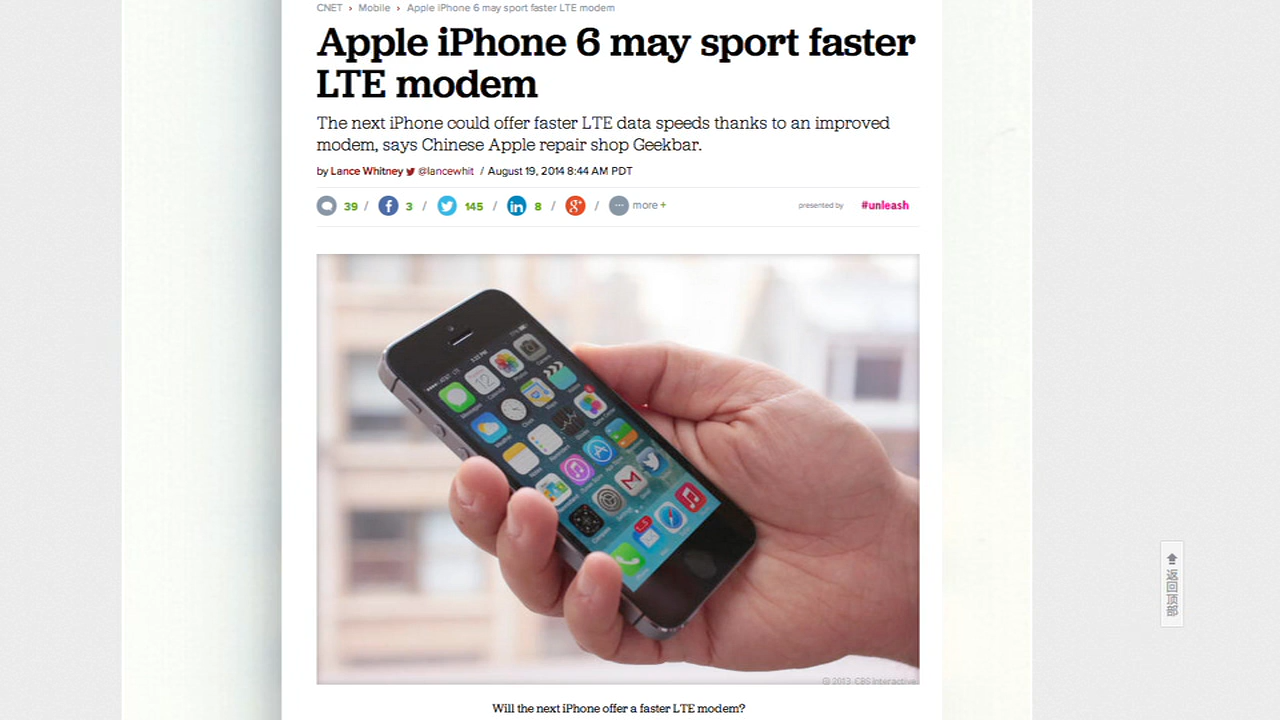 CNET › Mobile › Apple iPhone 6 may sport faster LTE modem
Apple iPhone 6 may sport faster
LTE modem
The next iPhone could offer faster LTE data speeds thanks to an improved
modem, says Chinese Apple repair shop Geekbar.
by Lance Whitney @lancewhit / August 19, 2014 8:44 AM PDT
39 / 3 / 145 / in 8 / g+ / more + presented by #unleash
© 2013 CBS Interactive
Will the next iPhone offer a faster LTE modem?
返回顶部